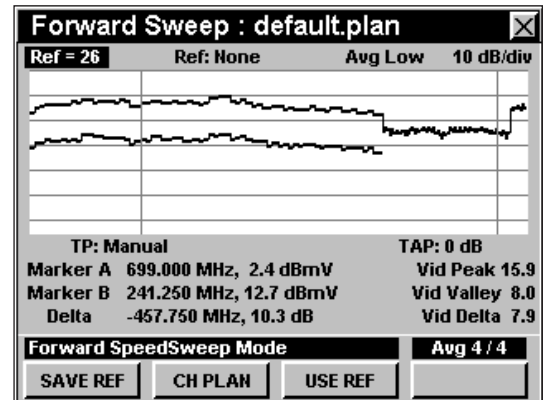 Forward Sweep : default.plan
Ref = 26 Ref: None Avg Low 10 dB/div
TP: Manual TAP: 0 dB
Marker A 699.000 MHz, 2.4 dBmV Vid Peak 15.9
Marker B 241.250 MHz, 12.7 dBmV Vid Valley 8.0
Delta -457.750 MHz, 10.3 dB Vid Delta 7.9
Forward SpeedSweep Mode Avg 4 / 4
SAVE REF CH PLAN USE REF